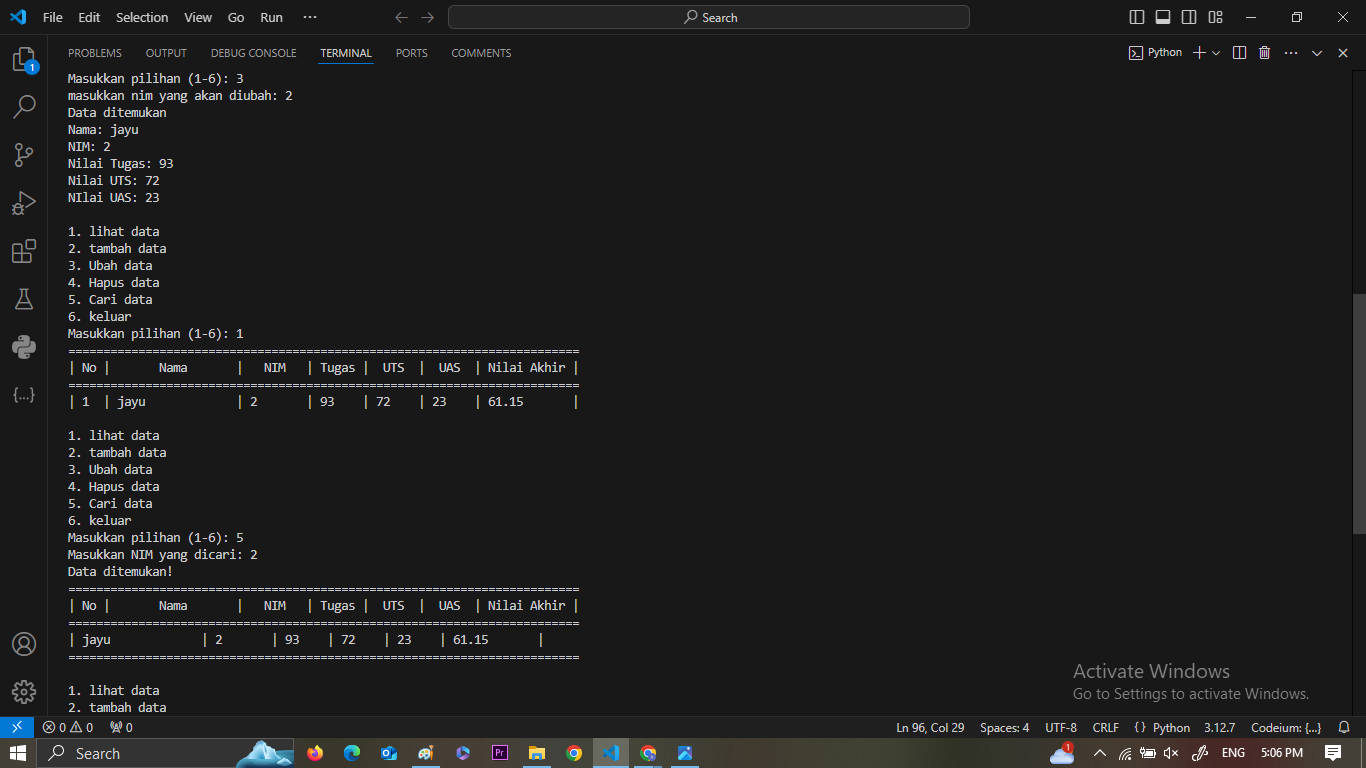 File Edit Selection View Go Run ··· Search
PROBLEMS OUTPUT DEBUG CONSOLE TERMINAL PORTS COMMENTS Python
1
Masukkan pilihan (1-6): 3
masukkan nim yang akan diubah: 2
Data ditemukan
Nama: jayu
NIM: 2
Nilai Tugas: 93
Nilai UTS: 72
NIlai UAS: 23
1. lihat data
2. tambah data
3. Ubah data
4. Hapus data
5. Cari data
6. keluar
Masukkan pilihan (1-6): 1
=========================================================================
| No |       Nama       |   NIM   | Tugas |  UTS  |  UAS  | Nilai Akhir |
=========================================================================
| 1  | jayu             | 2       | 93    | 72    | 23    | 61.15       |
1. lihat data
2. tambah data
3. Ubah data
4. Hapus data
5. Cari data
6. keluar
Masukkan pilihan (1-6): 5
Masukkan NIM yang dicari: 2
Data ditemukan!
=========================================================================
| No |       Nama       |   NIM   | Tugas |  UTS  |  UAS  | Nilai Akhir |
=========================================================================
| jayu             | 2       | 93    | 72    | 23    | 61.15       |
=========================================================================
1. lihat data
2. tambah data
Activate Windows
Go to Settings to activate Windows.
0 0 0 Ln 96, Col 29 Spaces: 4 UTF-8 CRLF {} Python 3.12.7 Codeium: {...}
Search Pr 1 ENG 5:06 PM